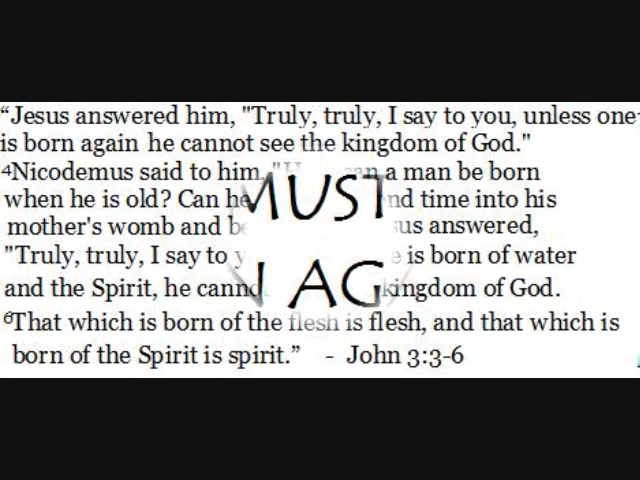 “Jesus answered him, "Truly, truly, I say to you, unless one
is born again he cannot see the kingdom of God."
4Nicodemus said to him, a man be born
when he is old? Can he time into his
mother's womb and answered,
"Truly, truly, I say to is born of water
and the Spirit, he kingdom of God.
6That which is born of the flesh is flesh, and that which is
born of the Spirit is spirit.” - John 3:3-6
MUST